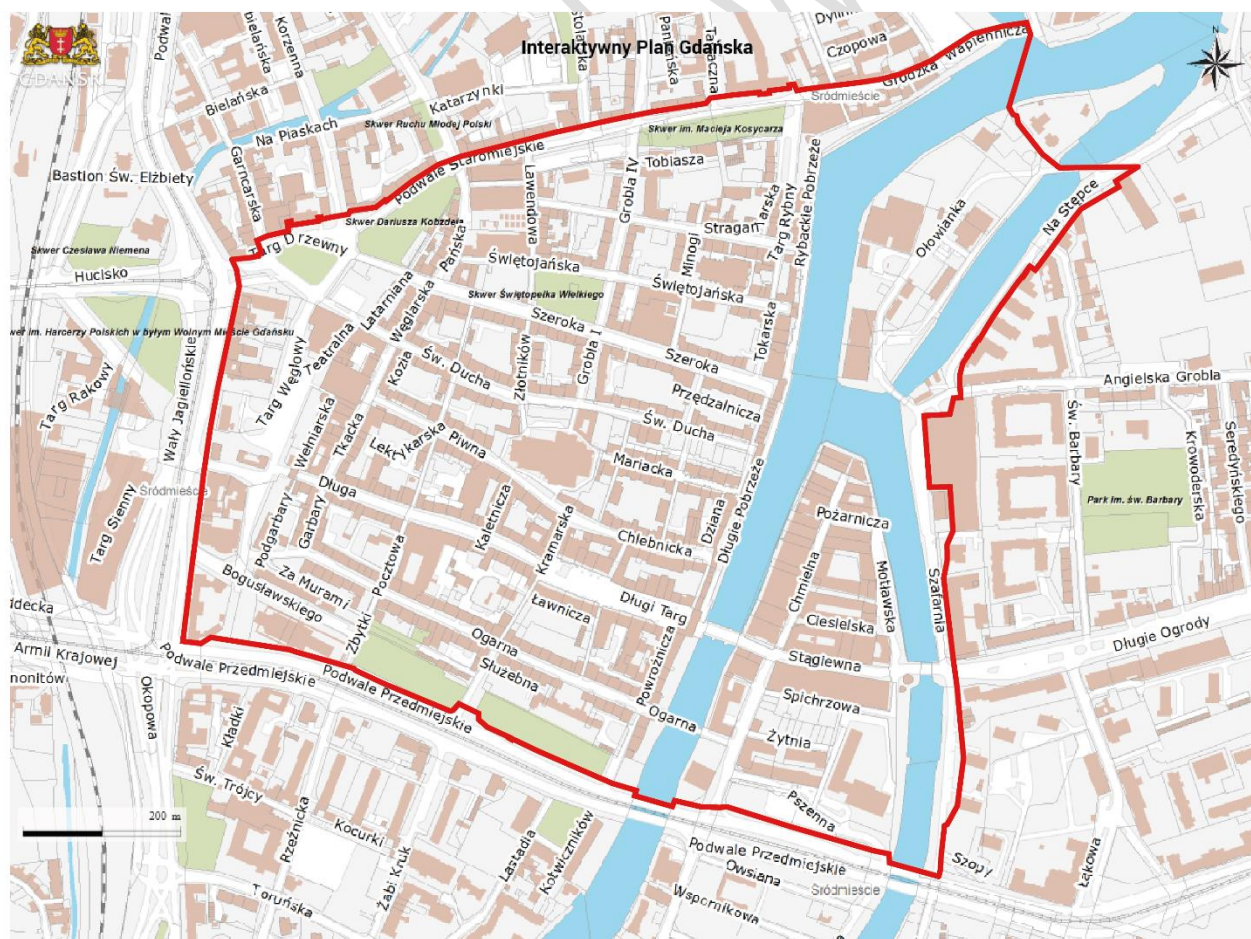 Interaktywny Plan Gdańska
GDAŃSK
N
Korzenna
Bielańska
Bielańska
Katarzynki
Na Piaskach
Skwer Ruchu Młodej Polski
Garncarska
Bastion Św. Elżbiety
Podwale Staromiejskie
Czopowa
Grodzka Wapiennicza
Śródmieście
Skwer im. Macieja Kosycarza
Tobiasza
Lawendowa
Grobla IV
Targ Rybny
Rybackie Pobrzeże
Straganiarska
Minogi
Skwer Dariusza Kobzdeja
Targ Drzewny
Pańska
Skwer Czesława Niemena
Hucisko
Świętojańska
Świętojańska
Skwer Świętopełka Wielkiego
Na Stępce
Ołowianka
Latarniana
Teatralna
Węglarska
Szeroka
Szeroka
Tokarska
Targ Rakowy
Wały Jagiellońskie
Targ Węglowy
Kozia
Św. Ducha
Złotników
Grobla I
Przędzalnicza
Św. Ducha
Angielska Grobla
Św. Barbary
Krowoderska
Seredyńskiego
Park im. św. Barbary
Wełniarska
Tkacka
Piwna
Mariacka
Targ Sienny
Śródmieście
Długa
Podgarbary
Garbary
Kaletnicza
Kramarska
Chlebnicka
Dziana
Długie Pobrzeże
Pożarnicza
Chmielna
Motławska
Szafarnia
Za Murami
Pocztowa
Bogusławskiego
Ławnicza
Długi Targ
Ciesielska
Długie Ogrody
Zbytki
Ogarna
Służebna
Powroźnicza
Stągiewna
Spichrzowa
Ogarna
Żytnia
Armii Krajowej
Podwale Przedmiejskie
Podwale Przedmiejskie
Okopowa
Kładki
Św. Trójcy
Rzeźnicka
Kocurki
Żabi Kruk
Lastadia
Kotwiczników
Toruńska
Pszenna
Podwale Przedmiejskie
Owsiana
Wspornikowa
Śródmieście
Szopy
Łąkowa
200 m